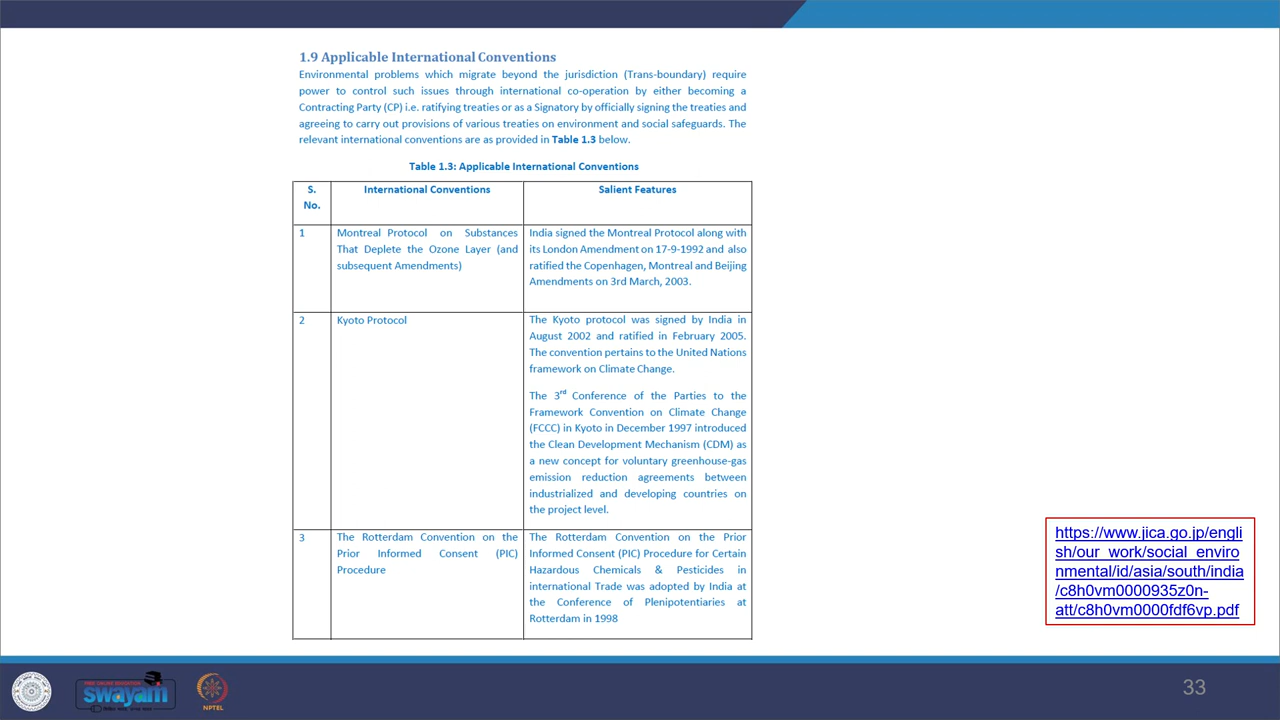 1.9 Applicable International Conventions
Environmental problems which migrate beyond the jurisdiction (Trans-boundary) require
power to control such issues through international co-operation by either becoming a
Contracting Party (CP) i.e. ratifying treaties or as a Signatory by officially signing the treaties and
agreeing to carry out provisions of various treaties on environment and social safeguards. The
relevant international conventions are as provided in Table 1.3 below.
Table 1.3: Applicable International Conventions
S.
No.
International Conventions
Salient Features
1
Montreal Protocol on Substances
That Deplete the Ozone Layer (and
subsequent Amendments)
India signed the Montreal Protocol along with
its London Amendment on 17-9-1992 and also
ratified the Copenhagen, Montreal and Beijing
Amendments on 3rd March, 2003.
2
Kyoto Protocol
The Kyoto protocol was signed by India in
August 2002 and ratified in February 2005.
The convention pertains to the United Nations
framework on Climate Change.
The 3rd Conference of the Parties to the
Framework Convention on Climate Change
(FCCC) in Kyoto in December 1997 introduced
the Clean Development Mechanism (CDM) as
a new concept for voluntary greenhouse-gas
emission reduction agreements between
industrialized and developing countries on
the project level.
3
The Rotterdam Convention on the
Prior Informed Consent (PIC)
Procedure
The Rotterdam Convention on the Prior
Informed Consent (PIC) Procedure for Certain
Hazardous Chemicals & Pesticides in
international Trade was adopted by India at
the Conference of Plenipotentiaries at
Rotterdam in 1998
https://www.jica.go.jp/engli
sh/our_work/social_enviro
nmental/id/asia/south/india
/c8h0vm0000935z0n-
att/c8h0vm0000fdf6vp.pdf
swayam
NPTEL
33